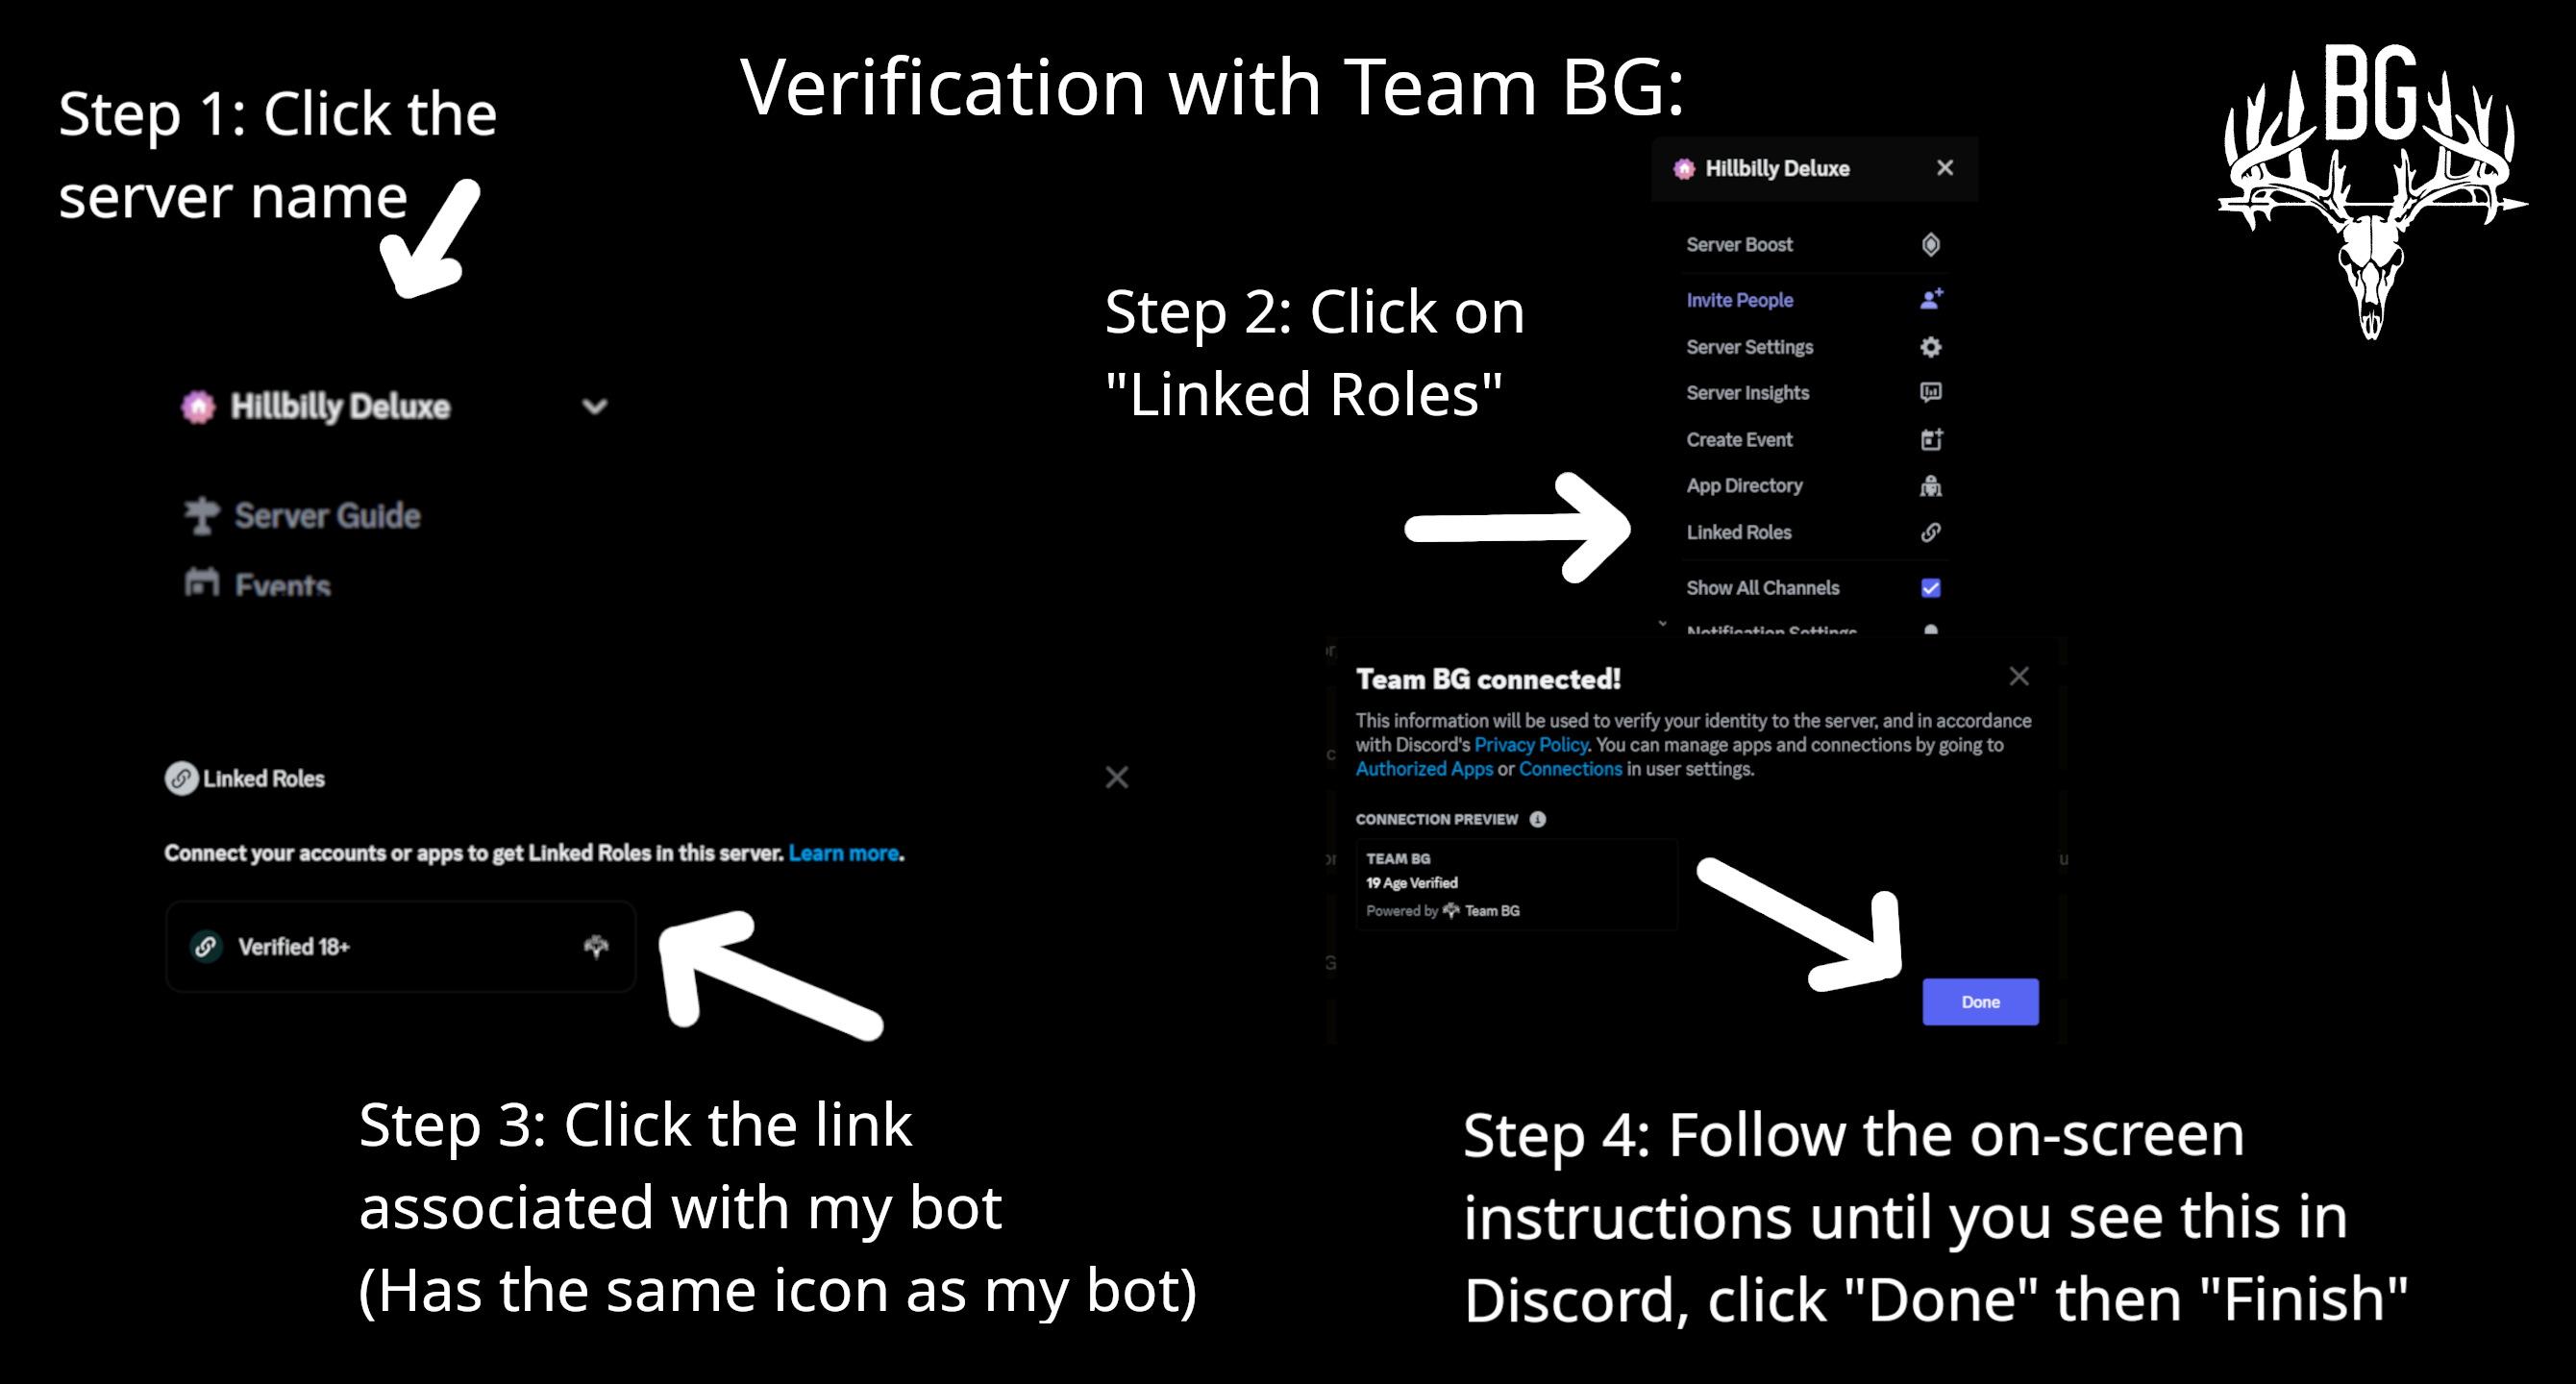 Verification with Team BG:
BG
Step 1: Click the
server name
Hillbilly Deluxe
Server Guide
Events
Step 2: Click on
"Linked Roles"
Hillbilly Deluxe
Server Boost
Invite People
Server Settings
Server Insights
Create Event
App Directory
Linked Roles
Show All Channels
Notification Settings
Linked Roles
Connect your accounts or apps to get Linked Roles in this server. Learn more.
Verified 18+
Step 3: Click the link
associated with my bot
(Has the same icon as my bot)
Team BG connected!
This information will be used to verify your identity to the server, and in accordance
with Discord's Privacy Policy. You can manage apps and connections by going to
Authorized Apps or Connections in user settings.
CONNECTION PREVIEW
TEAM BG
19 Age Verified
Powered by Team BG
Done
Step 4: Follow the on-screen
instructions until you see this in
Discord, click "Done" then "Finish"